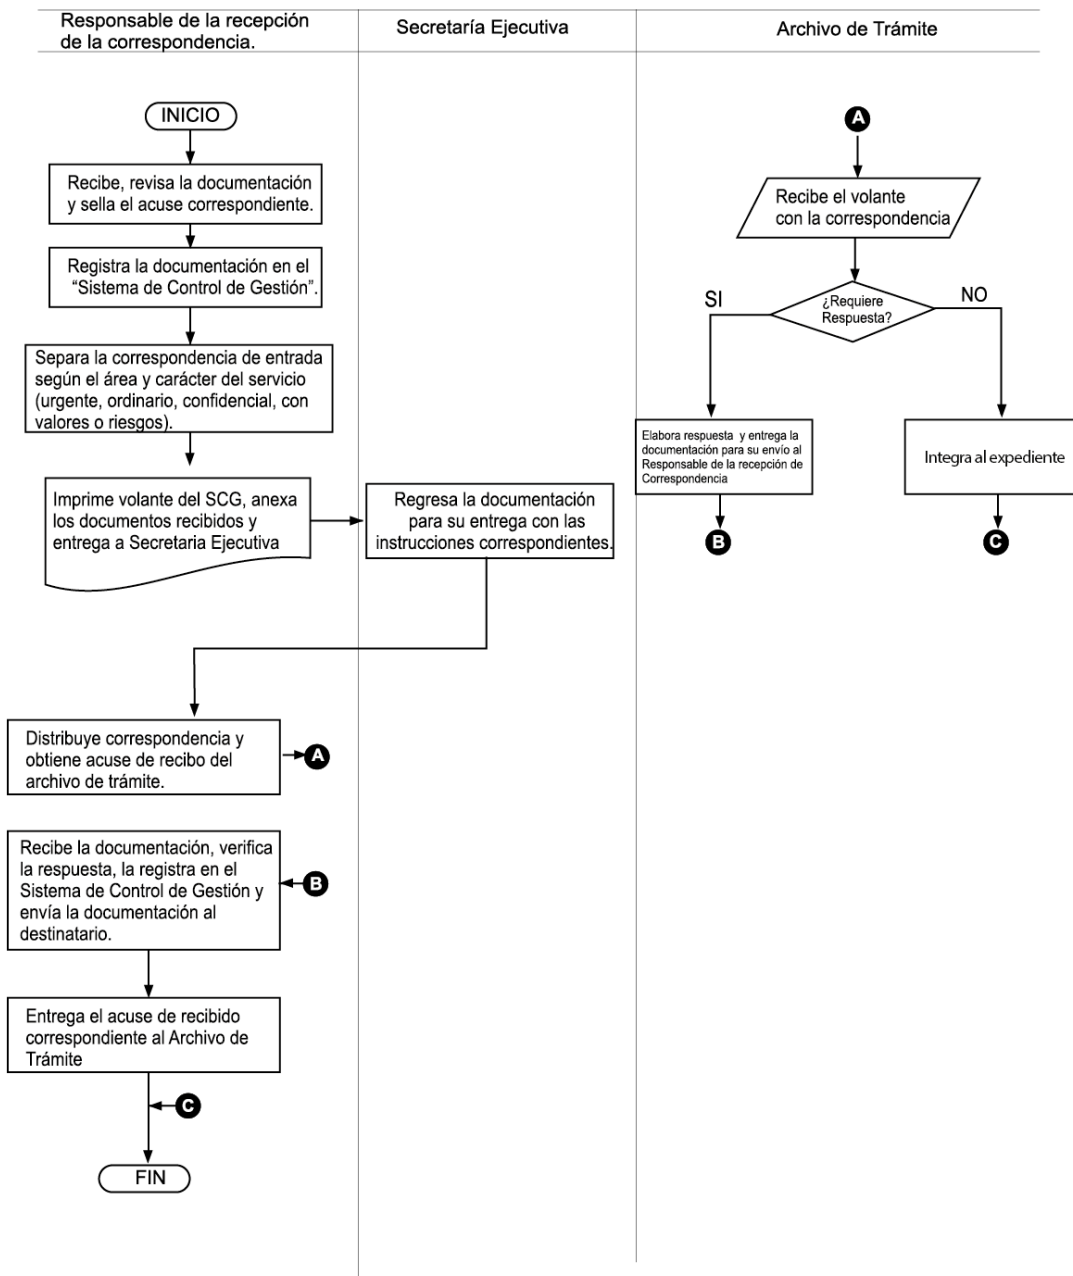 Responsable de la recepción
de la correspondencia.
Secretaría Ejecutiva
Archivo de Trámite
INICIO
Recibe, revisa la documentación
y sella el acuse correspondiente.
Registra la documentación en el
“Sistema de Control de Gestión”.
Separa la correspondencia de entrada
según el área y carácter del servicio
(urgente, ordinario, confidencial, con
valores o riesgos).
Imprime volante del SCG, anexa
los documentos recibidos y
entrega a Secretaria Ejecutiva
Regresa la documentación
para su entrega con las
instrucciones correspondientes.
Distribuye correspondencia y
obtiene acuse de recibo del
archivo de trámite.
A
Recibe la documentación, verifica
la respuesta, la registra en el
Sistema de Control de Gestión y
envía la documentación al
destinatario.
B
Entrega el acuse de recibido
correspondiente al Archivo de
Trámite
C
FIN
A
Recibe el volante
con la correspondencia
¿Requiere
Respuesta?
SI
NO
Elabora respuesta y entrega la
documentación para su envío al
Responsable de la recepción de
Correspondencia
Integra al expediente
B
C